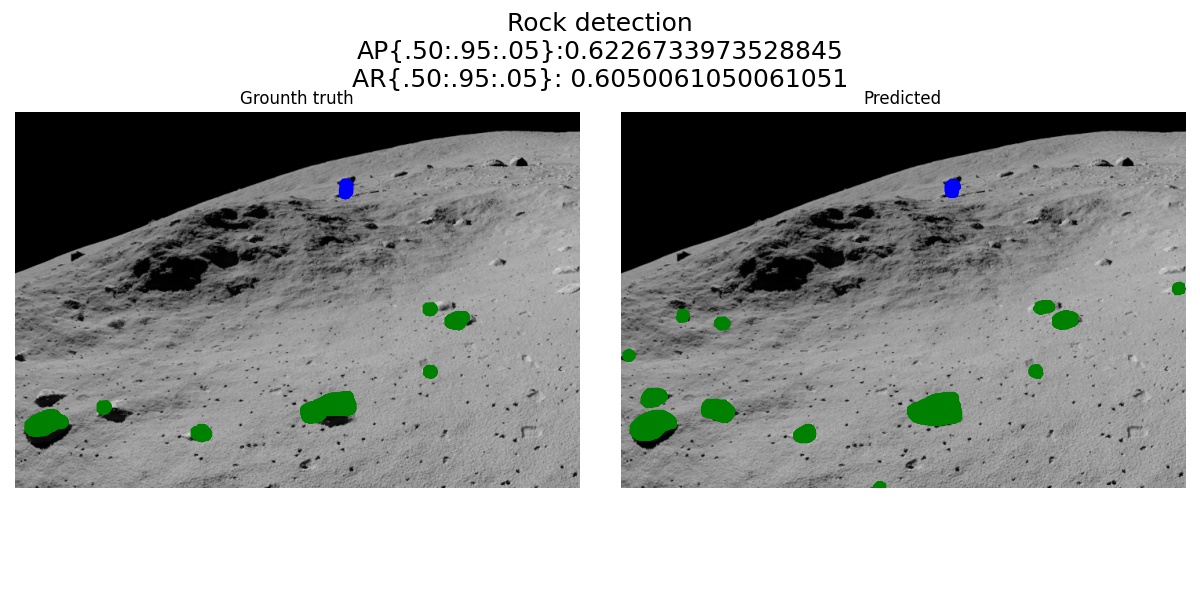 Rock detection
AP{.50:.95:.05}:0.6226733973528845
AR{.50:.95:.05}: 0.6050061050061051
Grounth truth
Predicted